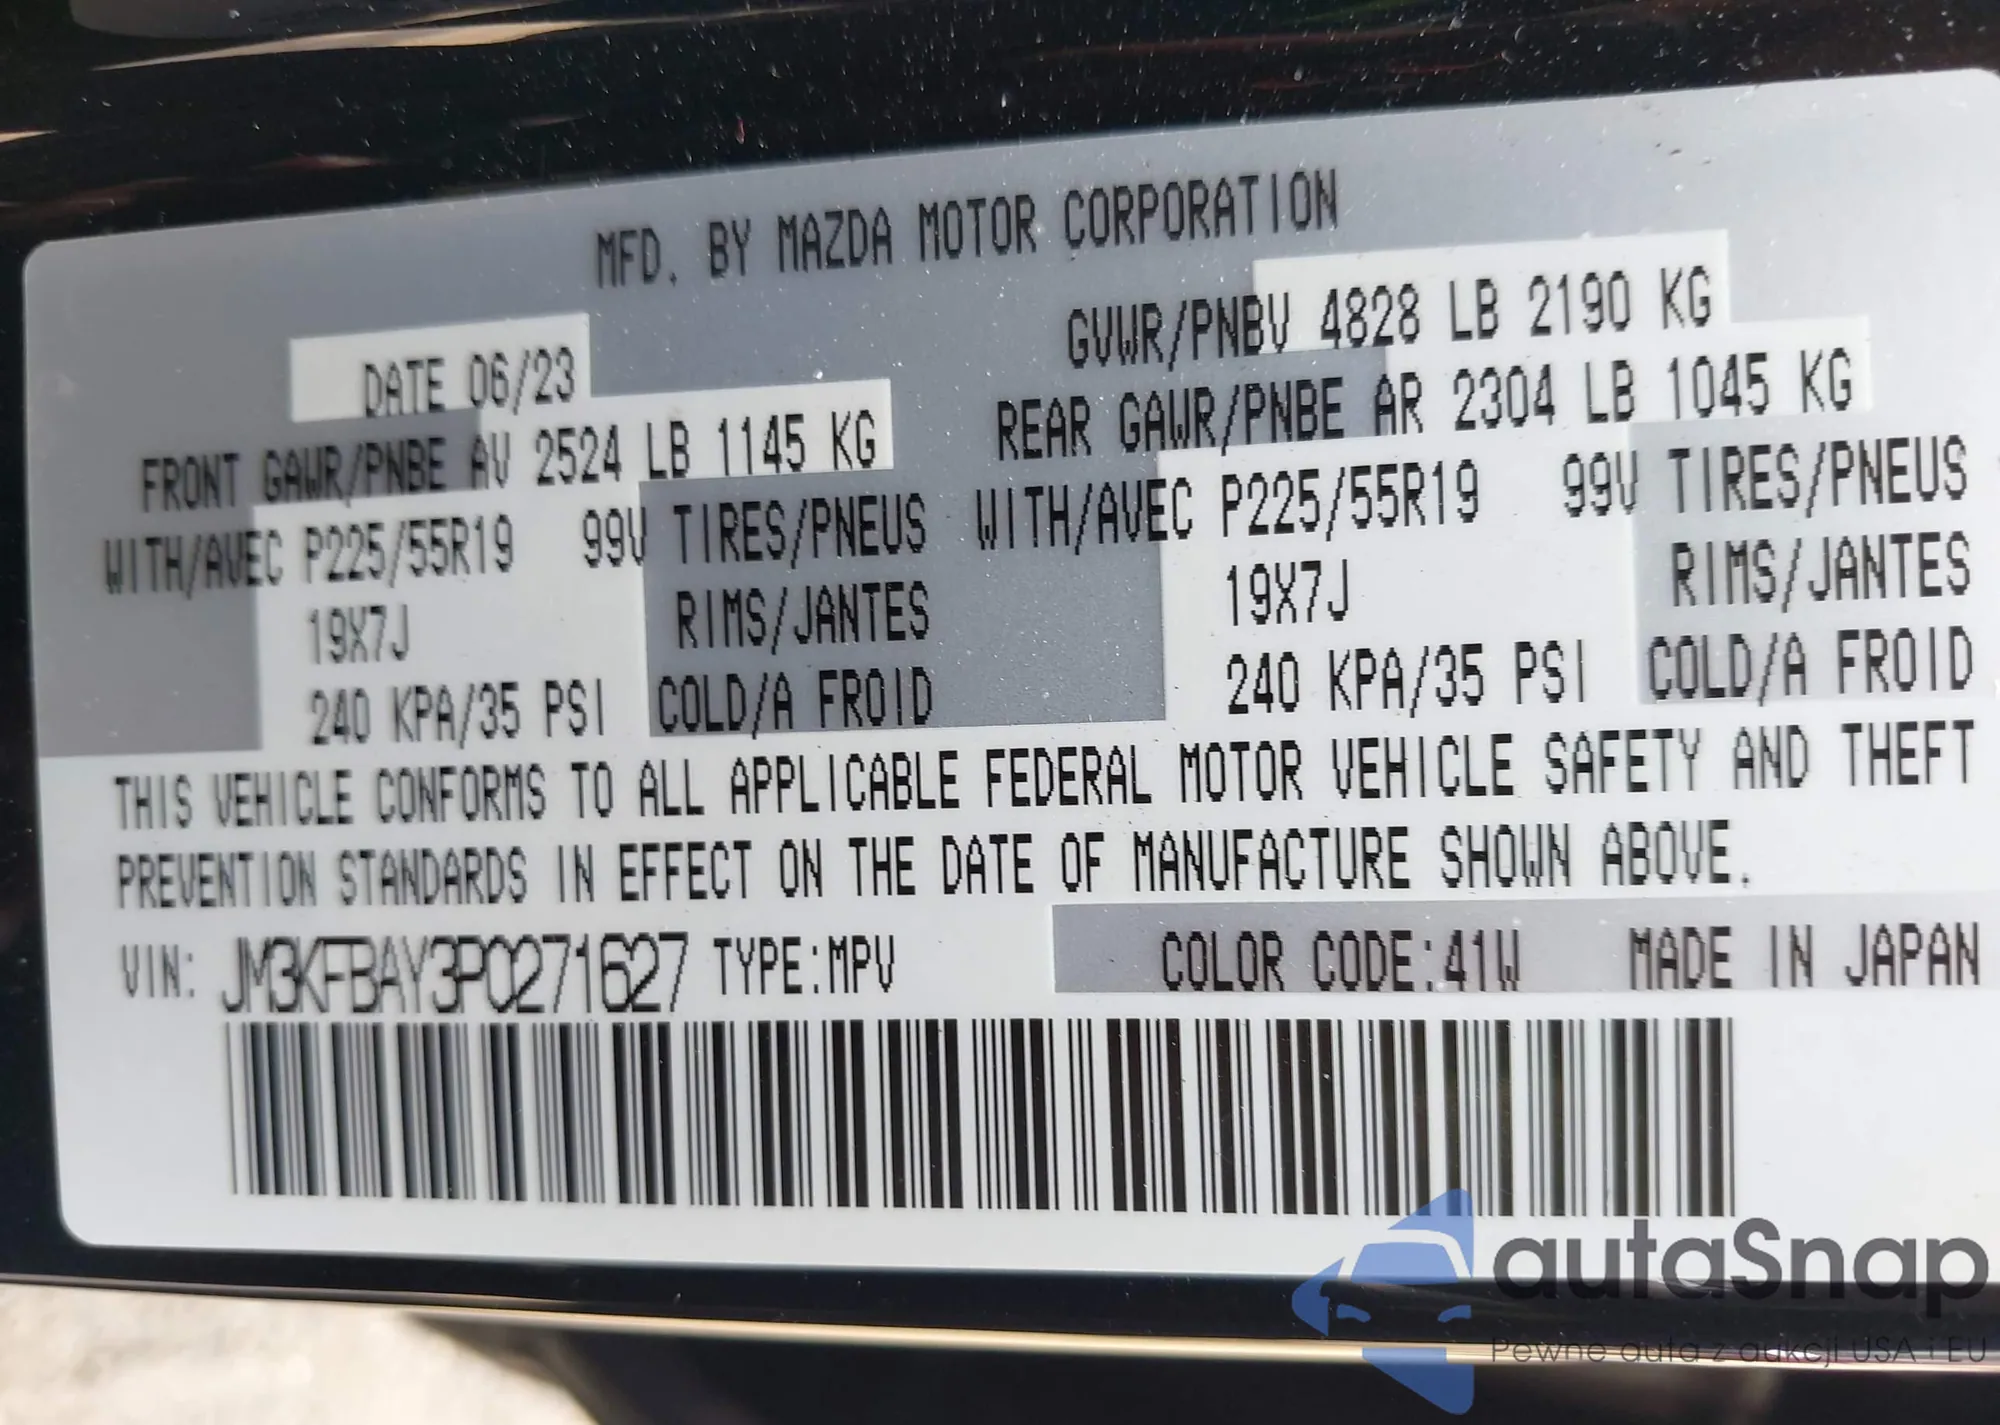 MFD. BY MAZDA MOTOR CORPORATION
DATE 06/23
GVWR/PNBV 4828 LB 2190 KG
FRONT GAWR/PNBE AV 2524 LB 1145 KG
REAR GAWR/PNBE AR 2304 LB 1045 KG
WITH/AVEC P225/55R19 99V TIRES/PNEUS
WITH/AVEC P225/55R19 99V TIRES/PNEUS
19X7J RIMS/JANTES
19X7J RIMS/JANTES
240 KPA/35 PSI COLD/A FROID
240 KPA/35 PSI COLD/A FROID
THIS VEHICLE CONFORMS TO ALL APPLICABLE FEDERAL MOTOR VEHICLE SAFETY AND THEFT
PREVENTION STANDARDS IN EFFECT ON THE DATE OF MANUFACTURE SHOWN ABOVE.
VIN: JM3KFBAY3P0271627 TYPE:MPV COLOR CODE:41W MADE IN JAPAN
autaSnap
Pewne auta z aukcji USA i EU